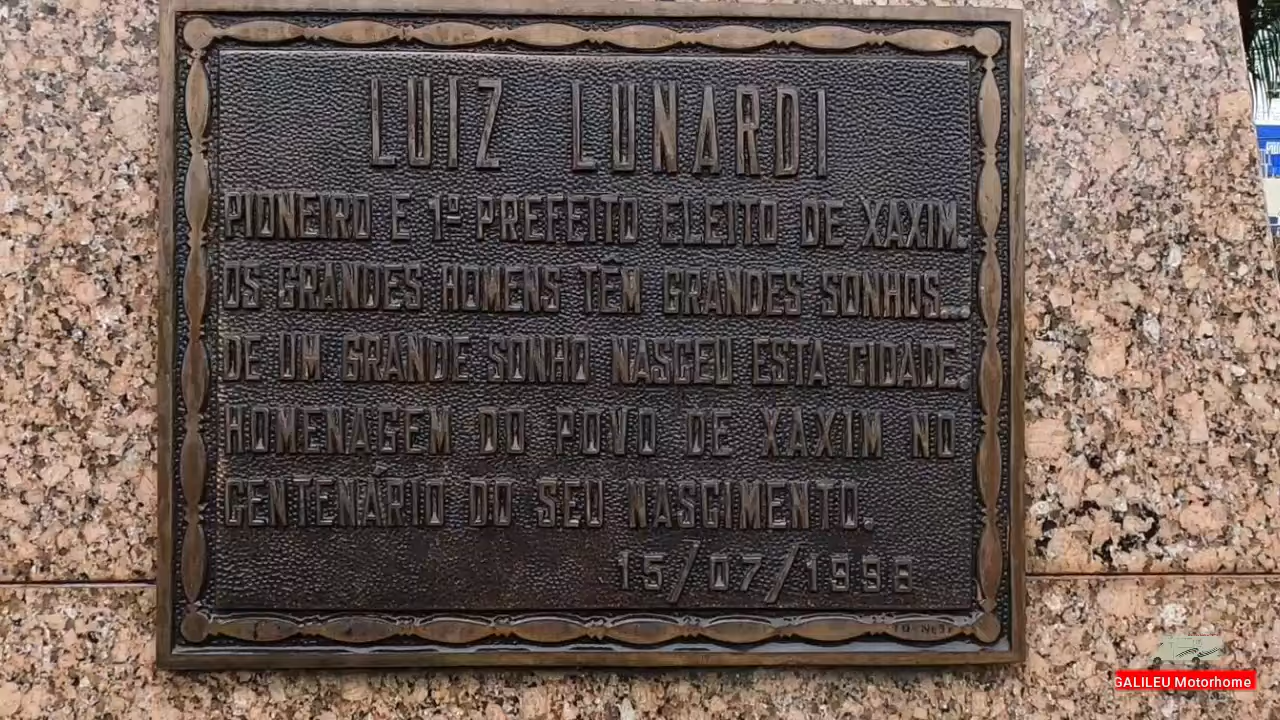 LUIZ LUNARDI
PIONEIRO E 1º PREFEITO ELEITO DE XAXIM.
OS GRANDES HOMENS TÊM GRANDES SONHOS...
DE UM GRANDE SONHO NASCEU ESTA CIDADE.
HOMENAGEM DO POVO DE XAXIM NO
CENTENÁRIO DO SEU NASCIMENTO.
15/07/1998
GALILEU Motorhome